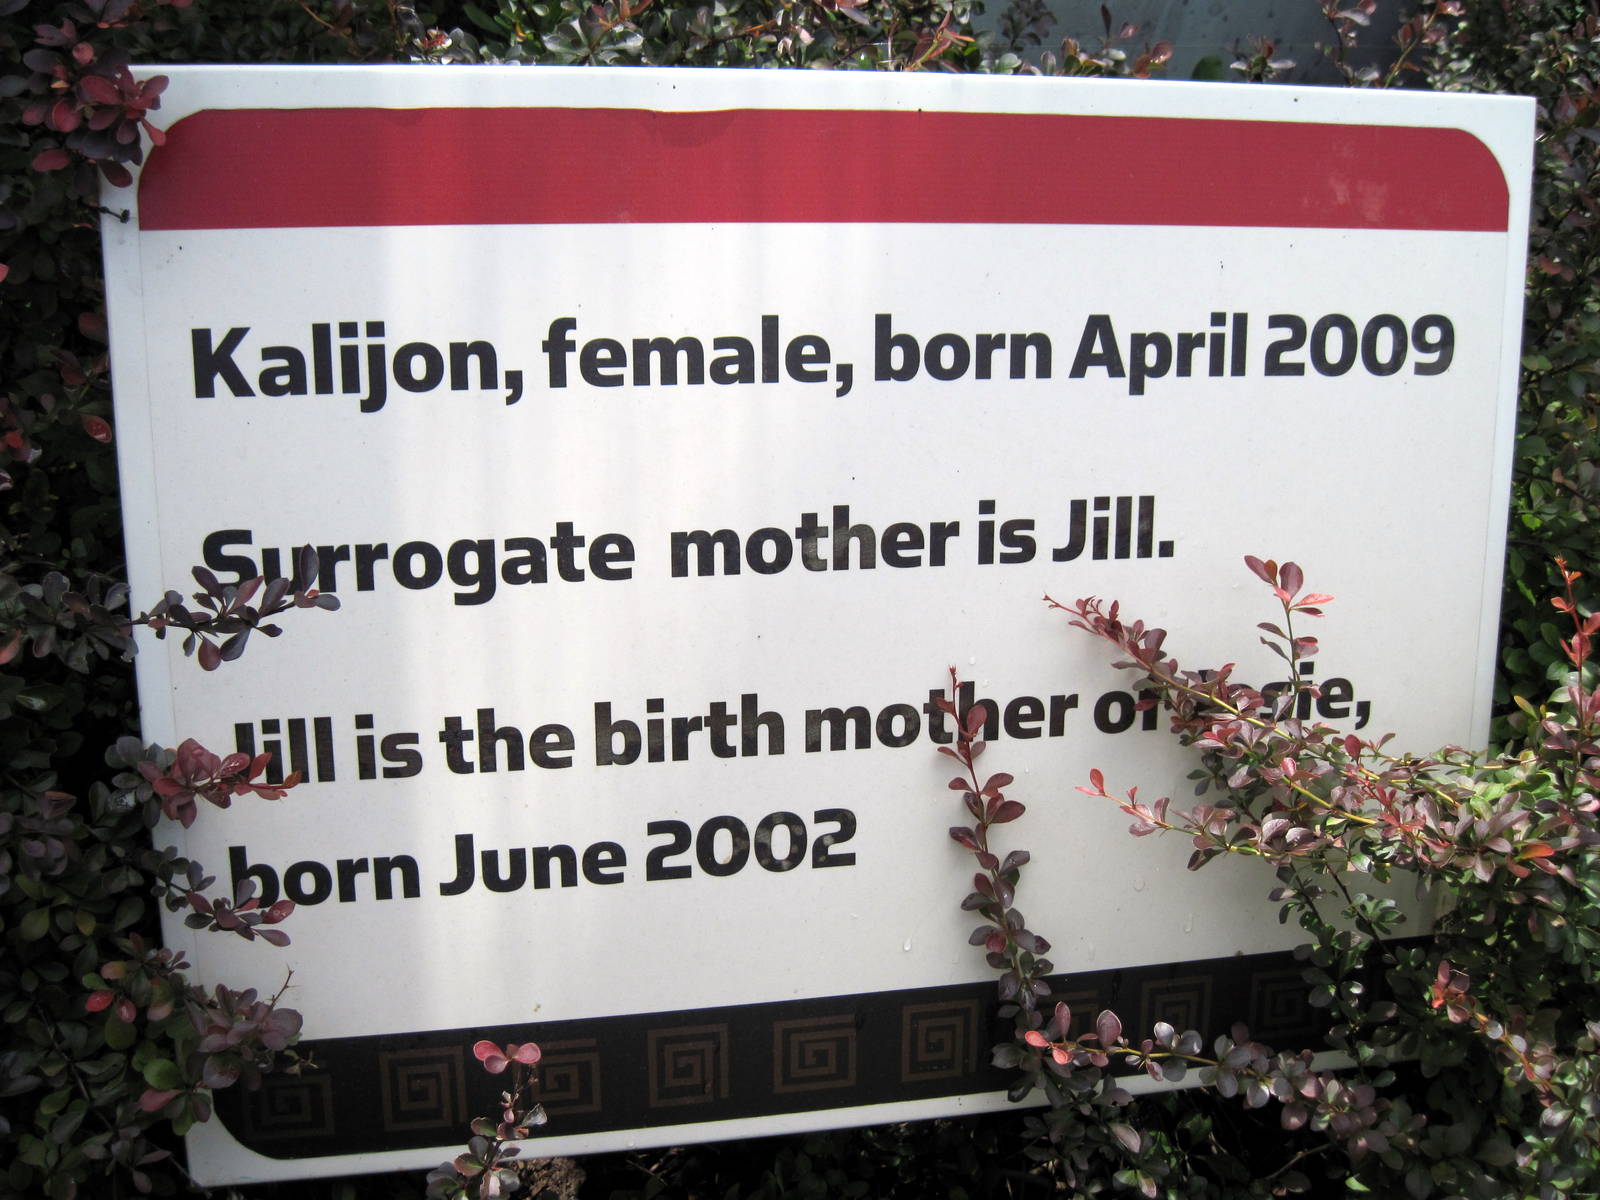 Kalijon, female, born April 2009
Surrogate mother is Jill.
Jill is the birth mother of
born June 2002